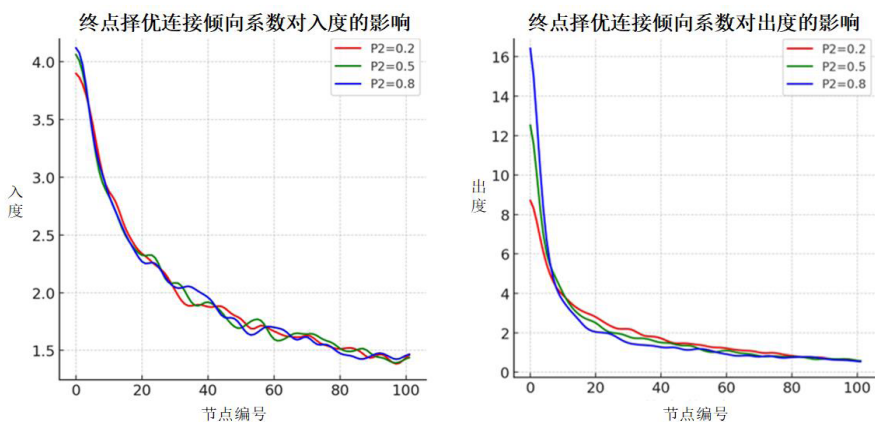 终点择优连接倾向系数对入度的影响
P2=0.2
P2=0.5
P2=0.8
4.0
3.5
3.0
2.5
2.0
1.5
入
度
0 20 40 60 80 100
节点编号
终点择优连接倾向系数对出度的影响
P2=0.2
P2=0.5
P2=0.8
16
14
12
10
8
6
4
2
0
出
度
0 20 40 60 80 100
节点编号